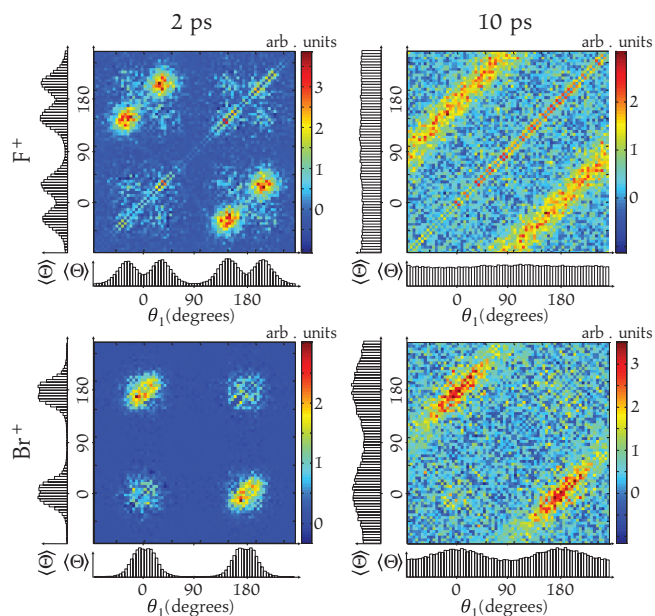 2 ps
10 ps
arb . units
arb . units
F⁺
180
90
0
3
2
1
0
180
90
0
3
2
1
0
⟨Θ⟩
⟨Θ⟩
0
90
180
θ₁(degrees)
⟨Θ⟩
⟨Θ⟩
0
90
180
θ₁(degrees)
arb . units
arb . units
Br⁺
180
90
0
2
1
0
180
90
0
3
2
1
0
⟨Θ⟩
⟨Θ⟩
0
90
180
θ₁(degrees)
⟨Θ⟩
⟨Θ⟩
0
90
180
θ₁(degrees)